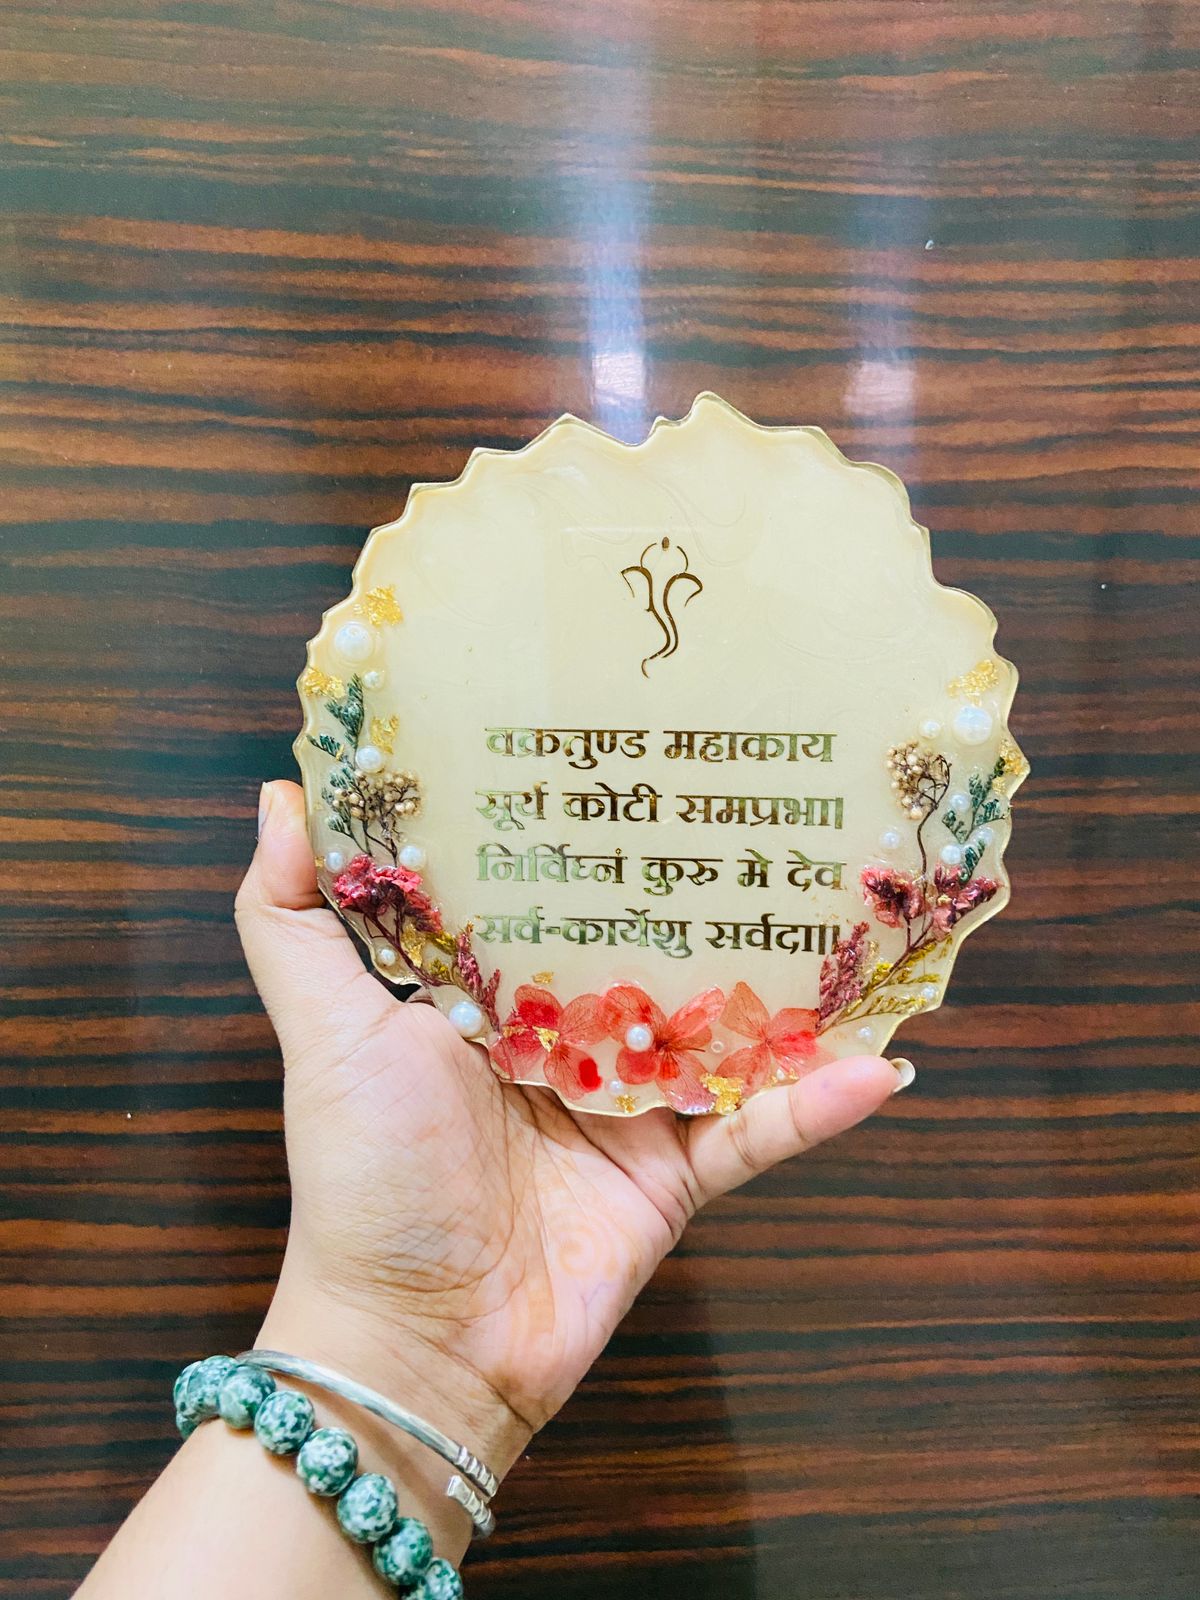 वक्रतुण्ड महाकाय
सूर्य कोटी समप्रभा।
निर्विघ्नं कुरु मे देव
सर्व-कार्येशु सर्वदा॥